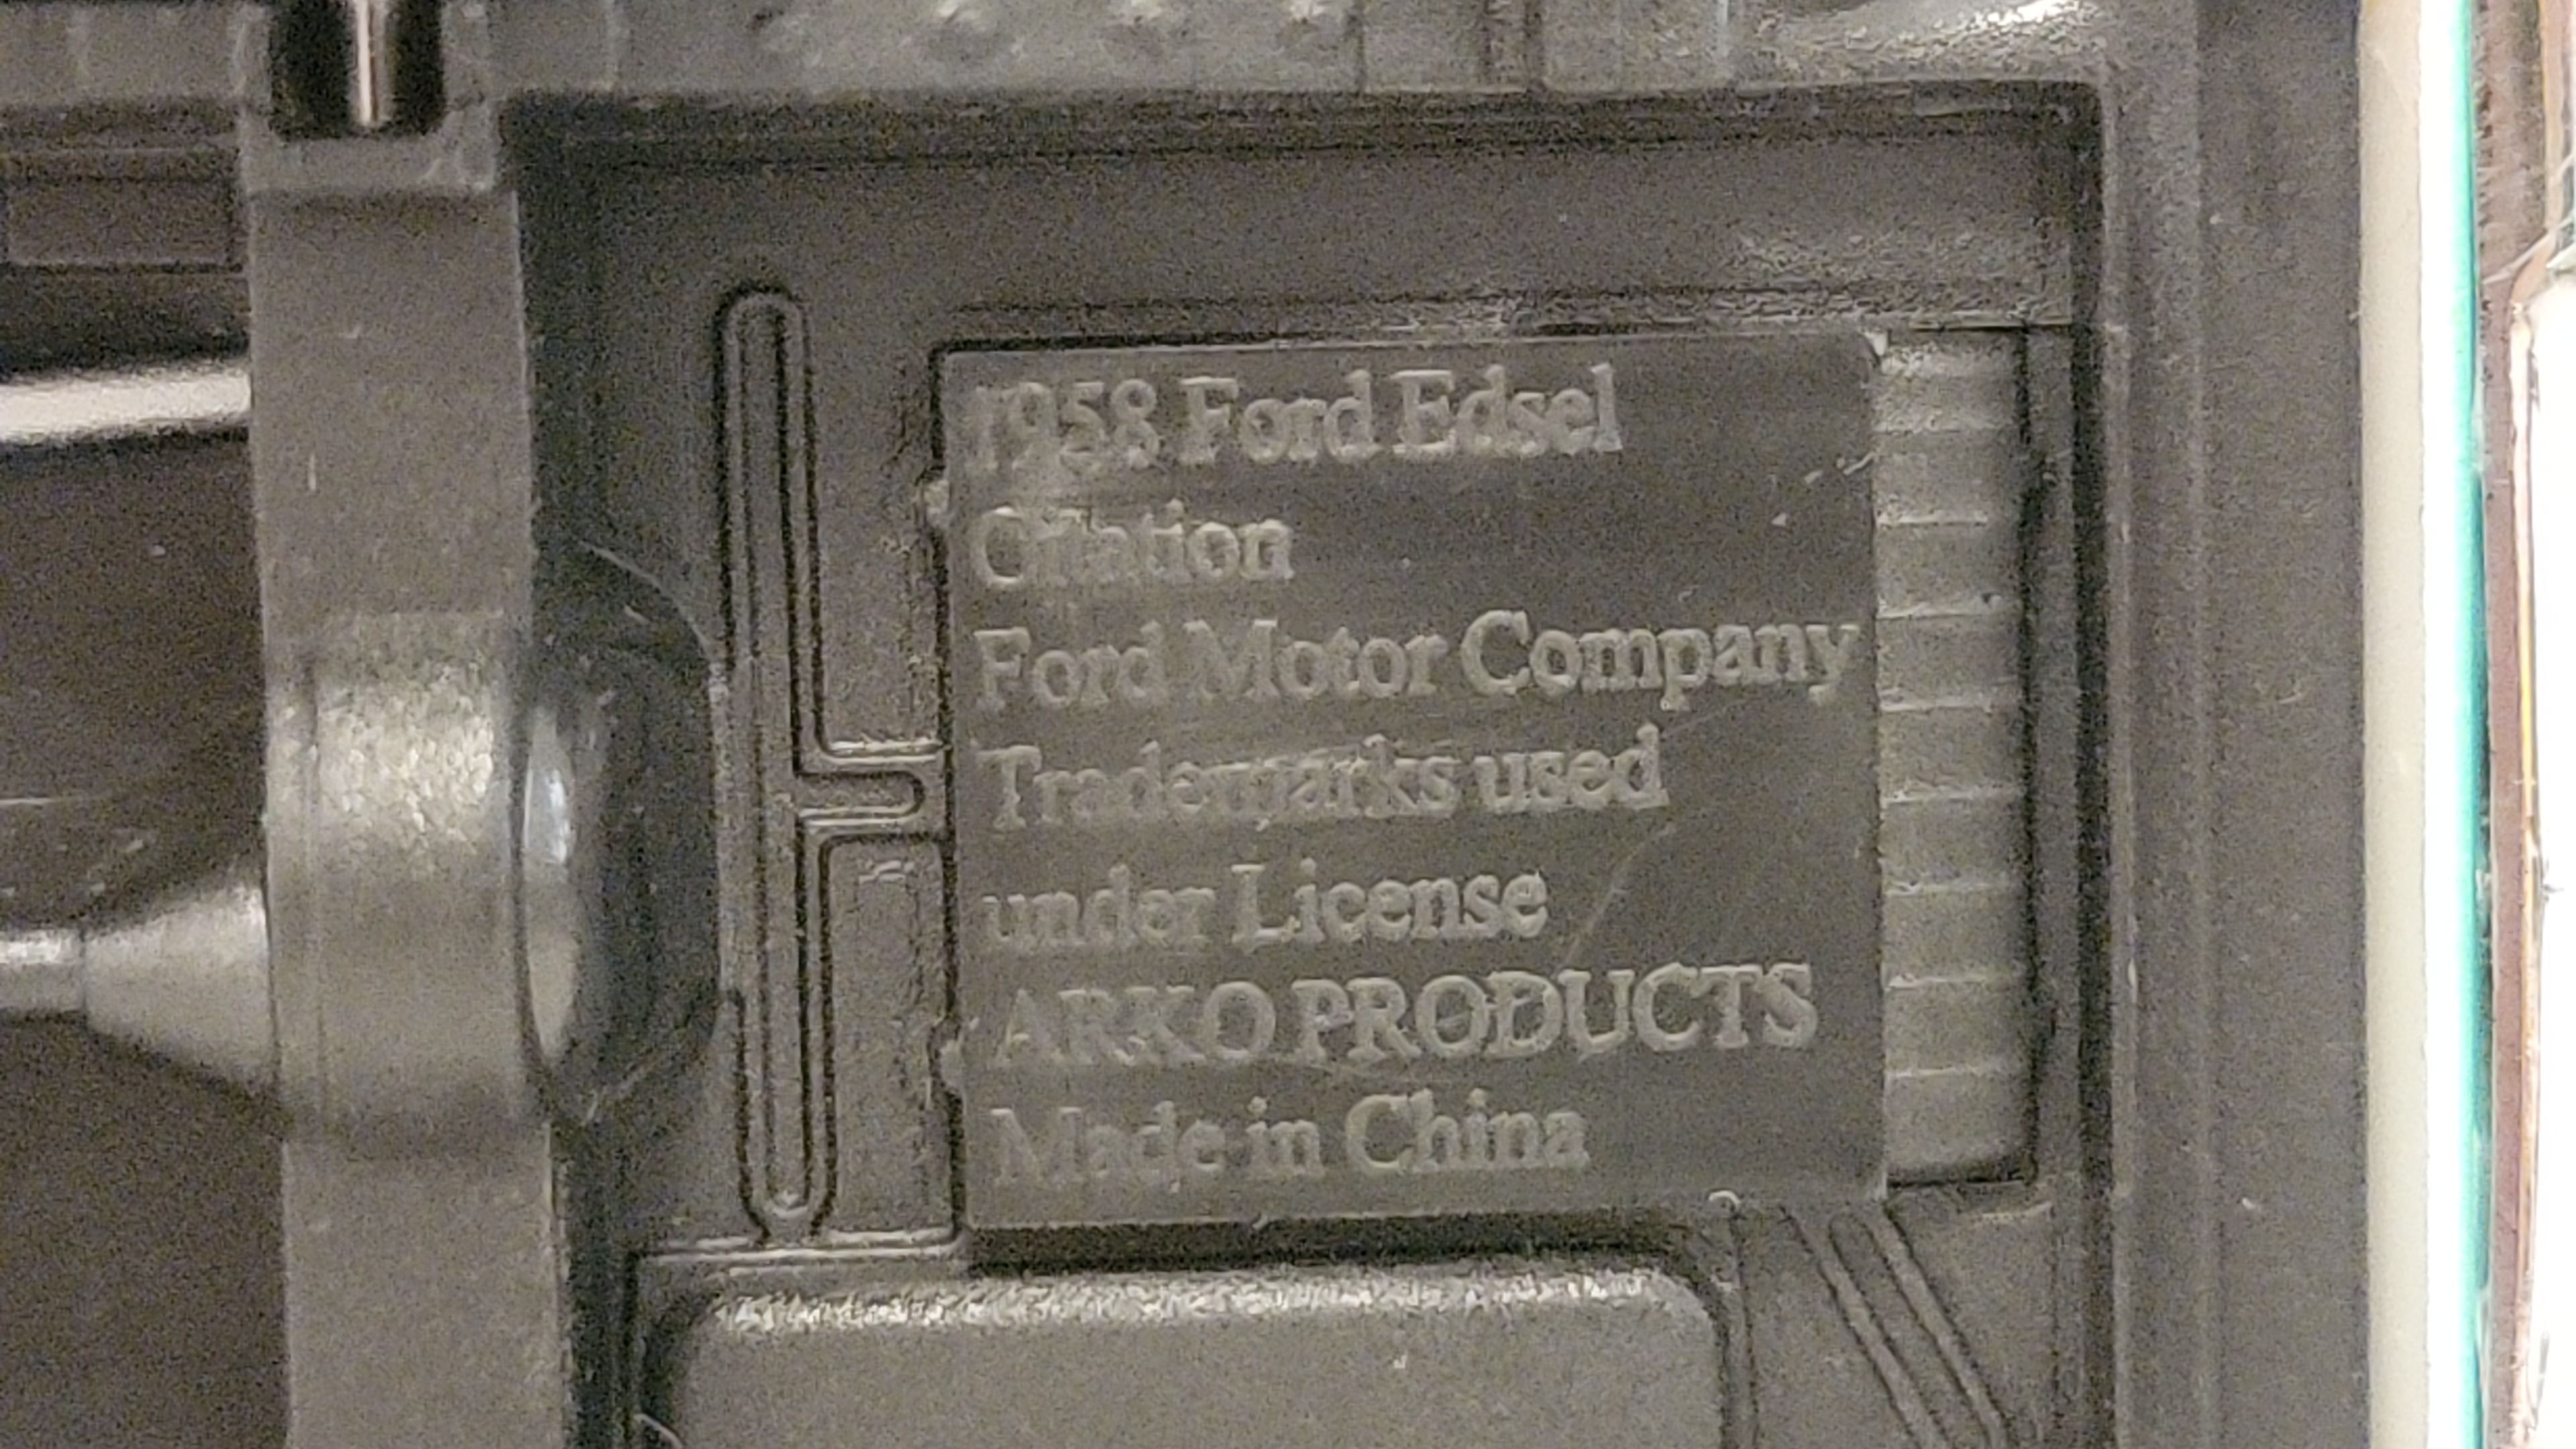 1958 Ford Edsel
Citation
Ford Motor Company
Trademarks used
under License
ARKO PRODUCTS
Made in China